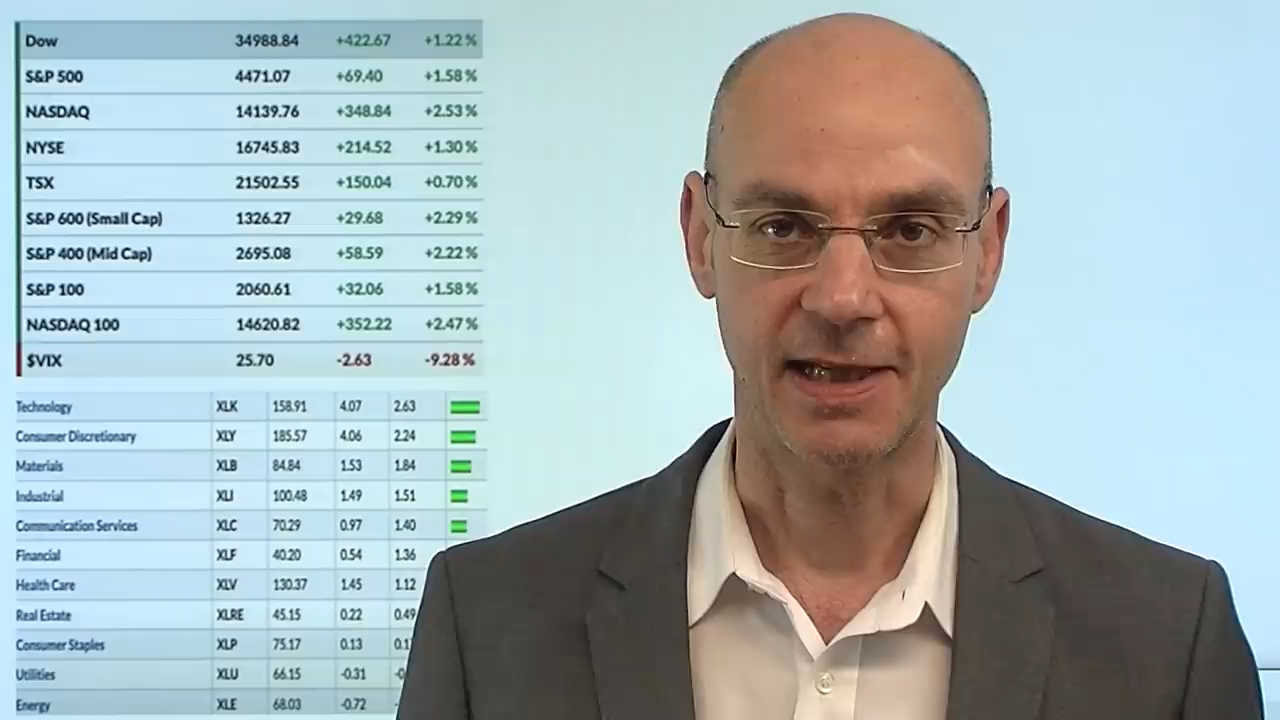 Dow 34988.84 +422.67 +1.22 %
S&P 500 4471.07 +69.40 +1.58 %
NASDAQ 14139.76 +348.84 +2.53 %
NYSE 16745.83 +214.52 +1.30 %
TSX 21502.55 +150.04 +0.70 %
S&P 600 (Small Cap) 1326.27 +29.68 +2.29 %
S&P 400 (Mid Cap) 2695.08 +58.59 +2.22 %
S&P 100 2060.61 +32.06 +1.58 %
NASDAQ 100 14620.82 +352.22 +2.47 %
$VIX 25.70 -2.63 -9.28 %
Technology XLK 158.91 4.07 2.63
Consumer Discretionary XLY 185.57 4.06 2.24
Materials XLB 84.84 1.53 1.84
Industrial XLI 100.48 1.49 1.51
Communication Services XLC 70.29 0.97 1.40
Financial XLF 40.20 0.54 1.36
Health Care XLV 130.37 1.45 1.12
Real Estate XLRE 45.15 0.22 0.49
Consumer Staples XLP 75.17 0.13
Utilities XLU 66.15 -0.31
Energy XLE 68.03 -0.72